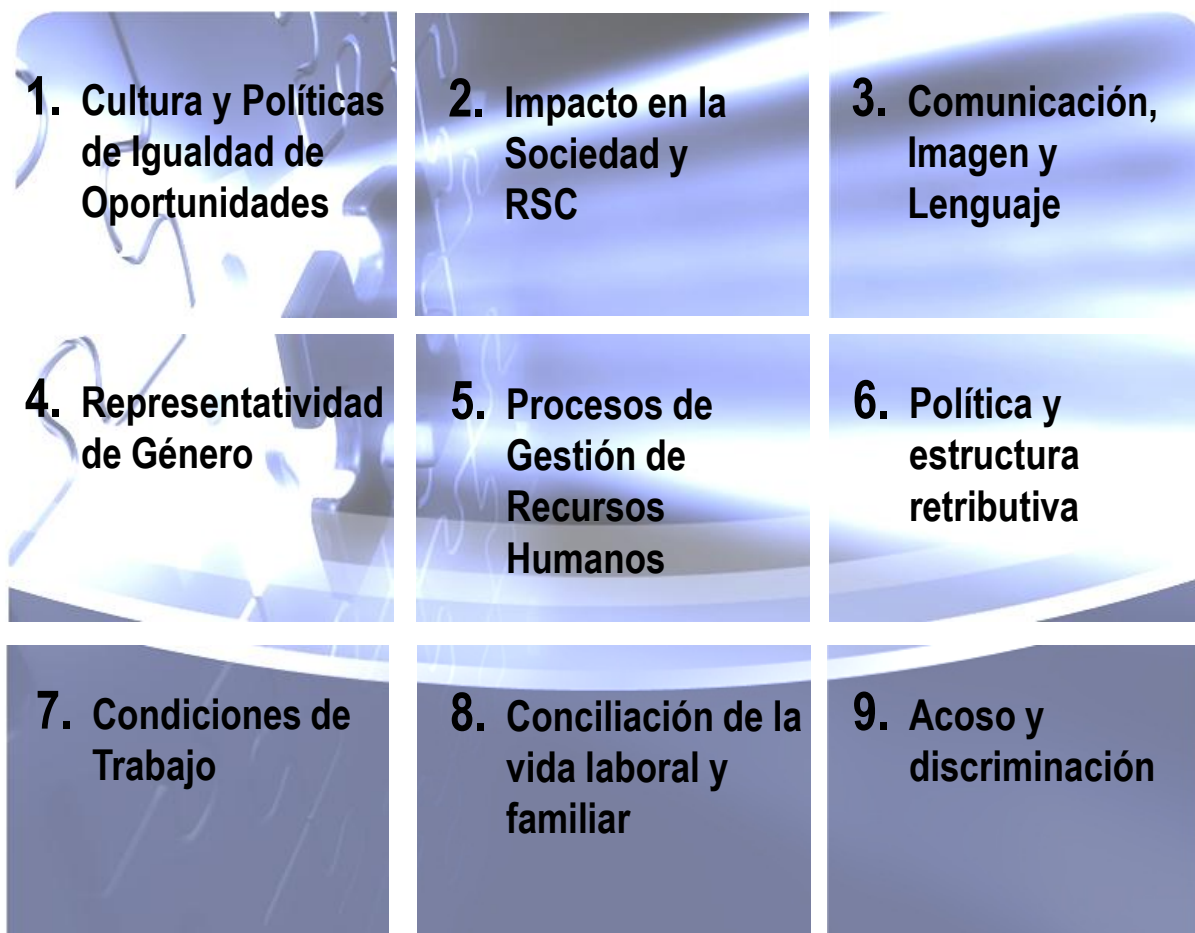 1. Cultura y Políticas
de Igualdad de
Oportunidades
2. Impacto en la
Sociedad y
RSC
3. Comunicación,
Imagen y
Lenguaje
4. Representatividad
de Género
5. Procesos de
Gestión de
Recursos
Humanos
6. Política y
estructura
retributiva
7. Condiciones de
Trabajo
8. Conciliación de la
vida laboral y
familiar
9. Acoso y
discriminación